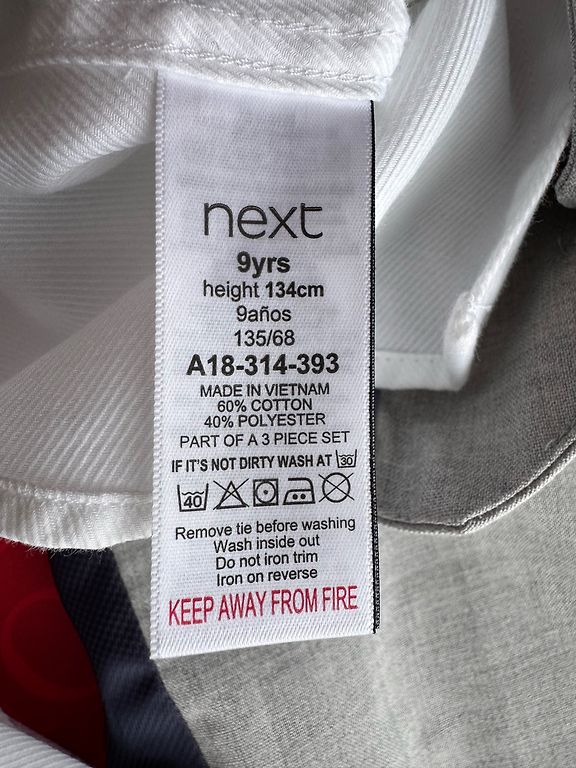 next
9yrs
height 134cm
9años
135/68
A18-314-393
MADE IN VIETNAM
60% COTTON
40% POLYESTER
PART OF A 3 PIECE SET
IF IT'S NOT DIRTY WASH AT 30
40
Remove tie before washing
Wash inside out
Do not iron trim
Iron on reverse
KEEP AWAY FROM FIRE